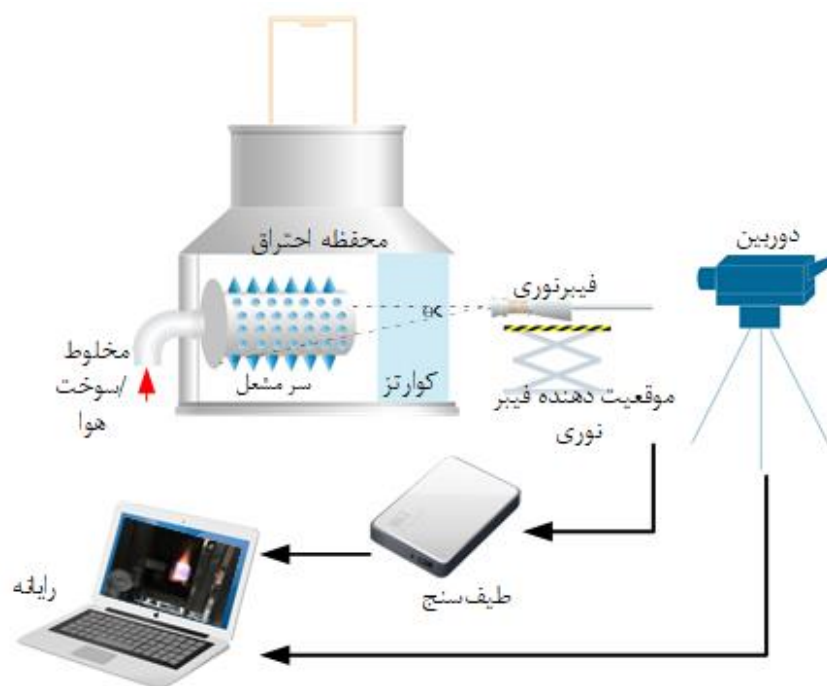 محفظه احتراق
دوربین
فیبرنوری
مخلوط
سوخت/
هوا
سر مشعل
کوارتز
موقعیت دهنده فیبر
نوری
طیف‌سنج
رایانه